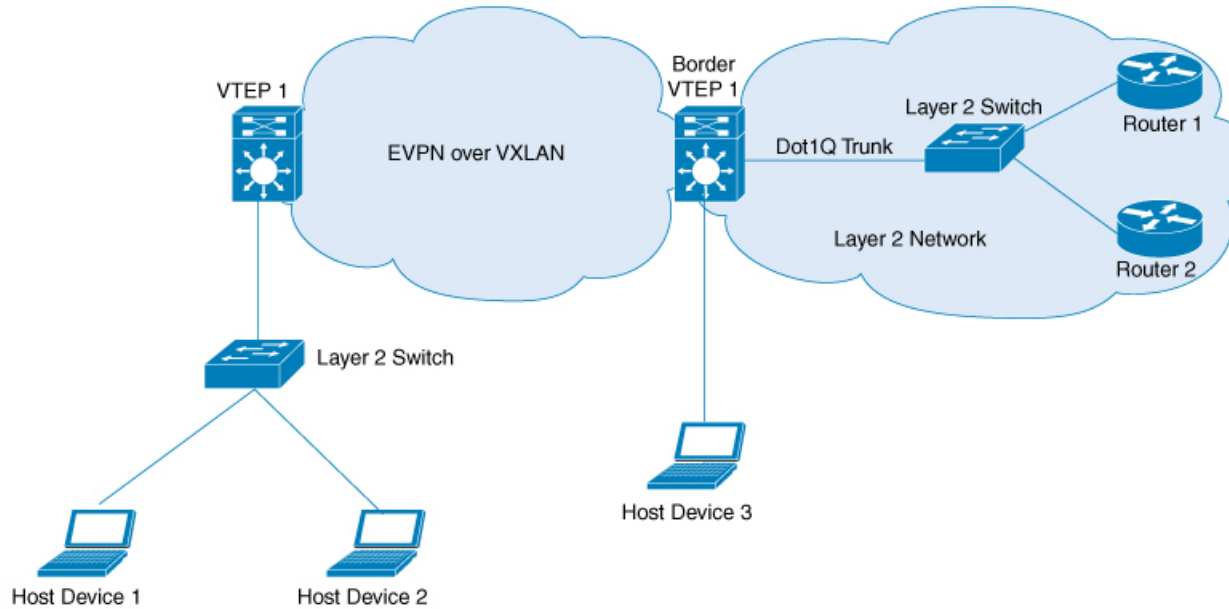 VTEP 1
Border
VTEP 1
Layer 2 Switch
Router 1
EVPN over VXLAN
Dot1Q Trunk
Layer 2 Network
Router 2
Layer 2 Switch
Host Device 3
Host Device 1
Host Device 2